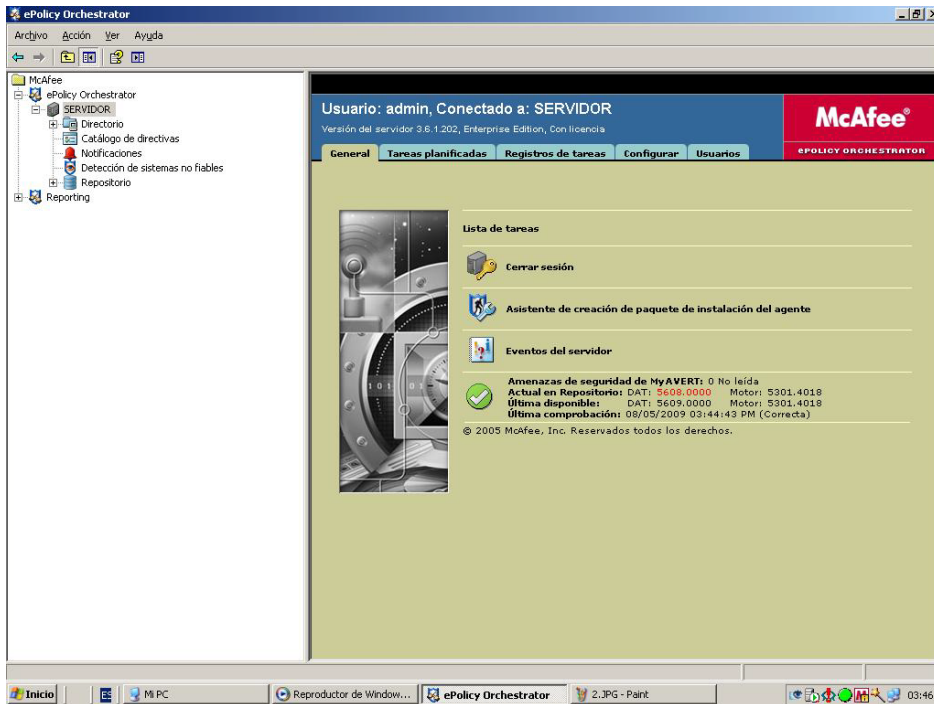 ePolicy Orchestrator
Archivo Acción Ver Ayuda
McAfee
ePolicy Orchestrator
SERVIDOR
Directorio
Catálogo de directivas
Notificaciones
Detección de sistemas no fiables
Repositorio
Reporting
Usuario: admin, Conectado a: SERVIDOR
Versión del servidor 3.6.1.202, Enterprise Edition, Con licencia
McAfee®
ePOLICY ORCHESTRATOR
General Tareas planificadas Registros de tareas Configurar Usuarios
Lista de tareas
Cerrar sesión
Asistente de creación de paquete de instalación del agente
Eventos del servidor
Amenazas de seguridad de MyAVERT: 0 No leída
Actual en Repositorio: DAT: 5608.0000 Motor: 5301.4018
Última disponible: DAT: 5609.0000 Motor: 5301.4018
Última comprobación: 08/05/2009 03:44:43 PM (Correcta)
© 2005 McAfee, Inc. Reservados todos los derechos.
Inicio ES Mi PC Reproductor de Window... ePolicy Orchestrator 2.JPG - Paint 03:46